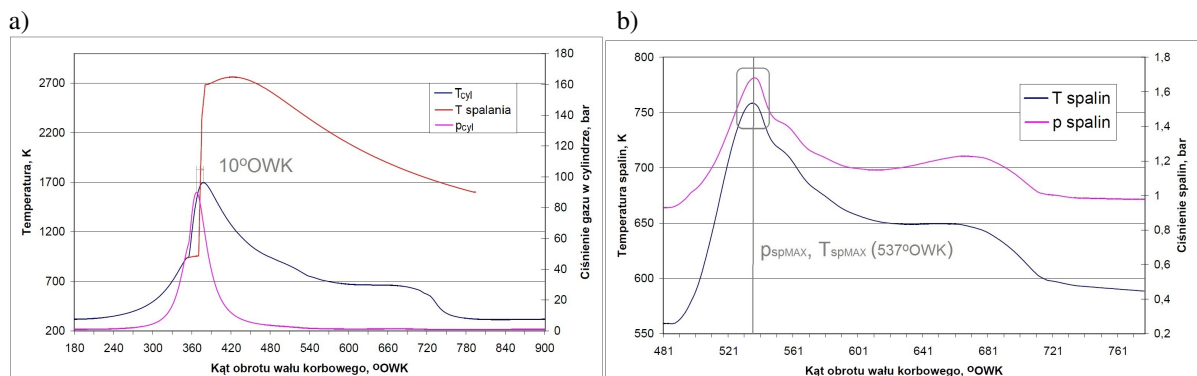 a)
b)
180
160
140
120
100
80
60
40
20
0
2700
2200
1700
1200
700
200
Temperatura, K
Ciśnienie gazu w cylindrze, bar
Tcyl
T spalania
pcyl
10ºOWK
180 240 300 360 420 480 540 600 660 720 780 840 900
Kąt obrotu wału korbowego, ºOWK
800
750
700
650
600
550
Temperatura spalin, K
1,8
1,6
1,4
1,2
1
0,8
0,6
0,4
0,2
Ciśnienie spalin, bar
T spalin
p spalin
pspMAX, TspMAX (537ºOWK)
481 521 561 601 641 681 721 761
Kąt obrotu wału korbowego, ºOWK